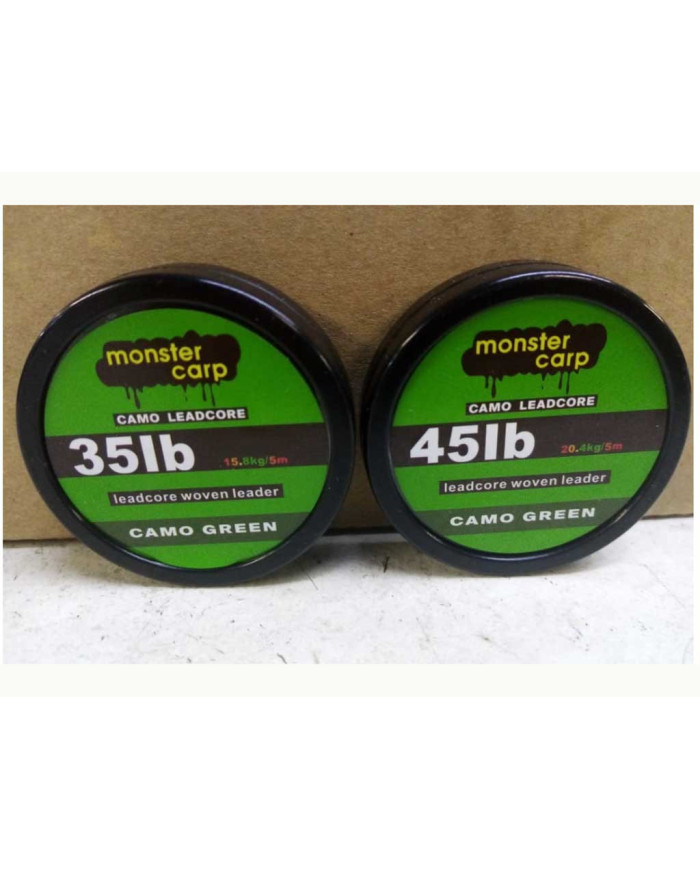 monster
carp
CAMO LEADCORE
35lb 15.8kg/5m
leadcore woven leader
CAMO GREEN
monster
carp
CAMO LEADCORE
45lb 20.4kg/5m
leadcore woven leader
CAMO GREEN